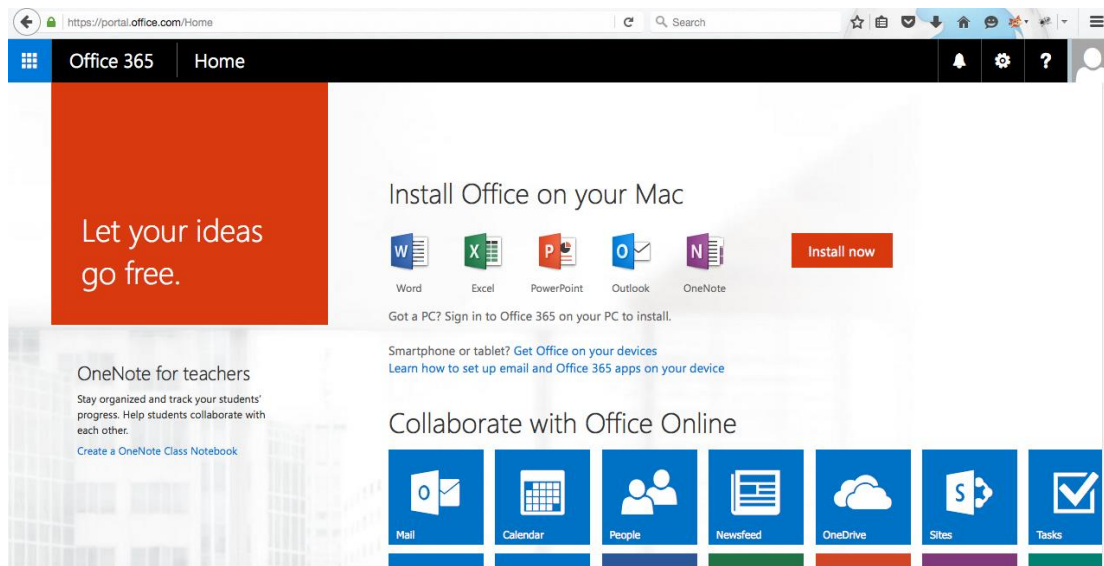 https://portal.office.com/Home
Search
Office 365
Home
?
Let your ideas
go free.
Install Office on your Mac
W
X
P
O
N
Word
Excel
PowerPoint
Outlook
OneNote
Install now
Got a PC? Sign in to Office 365 on your PC to install.
Smartphone or tablet? Get Office on your devices
Learn how to set up email and Office 365 apps on your device
OneNote for teachers
Stay organized and track your students'
progress. Help students collaborate with
each other.
Create a OneNote Class Notebook
Collaborate with Office Online
O
S
Mail
Calendar
People
Newsfeed
OneDrive
Sites
Tasks